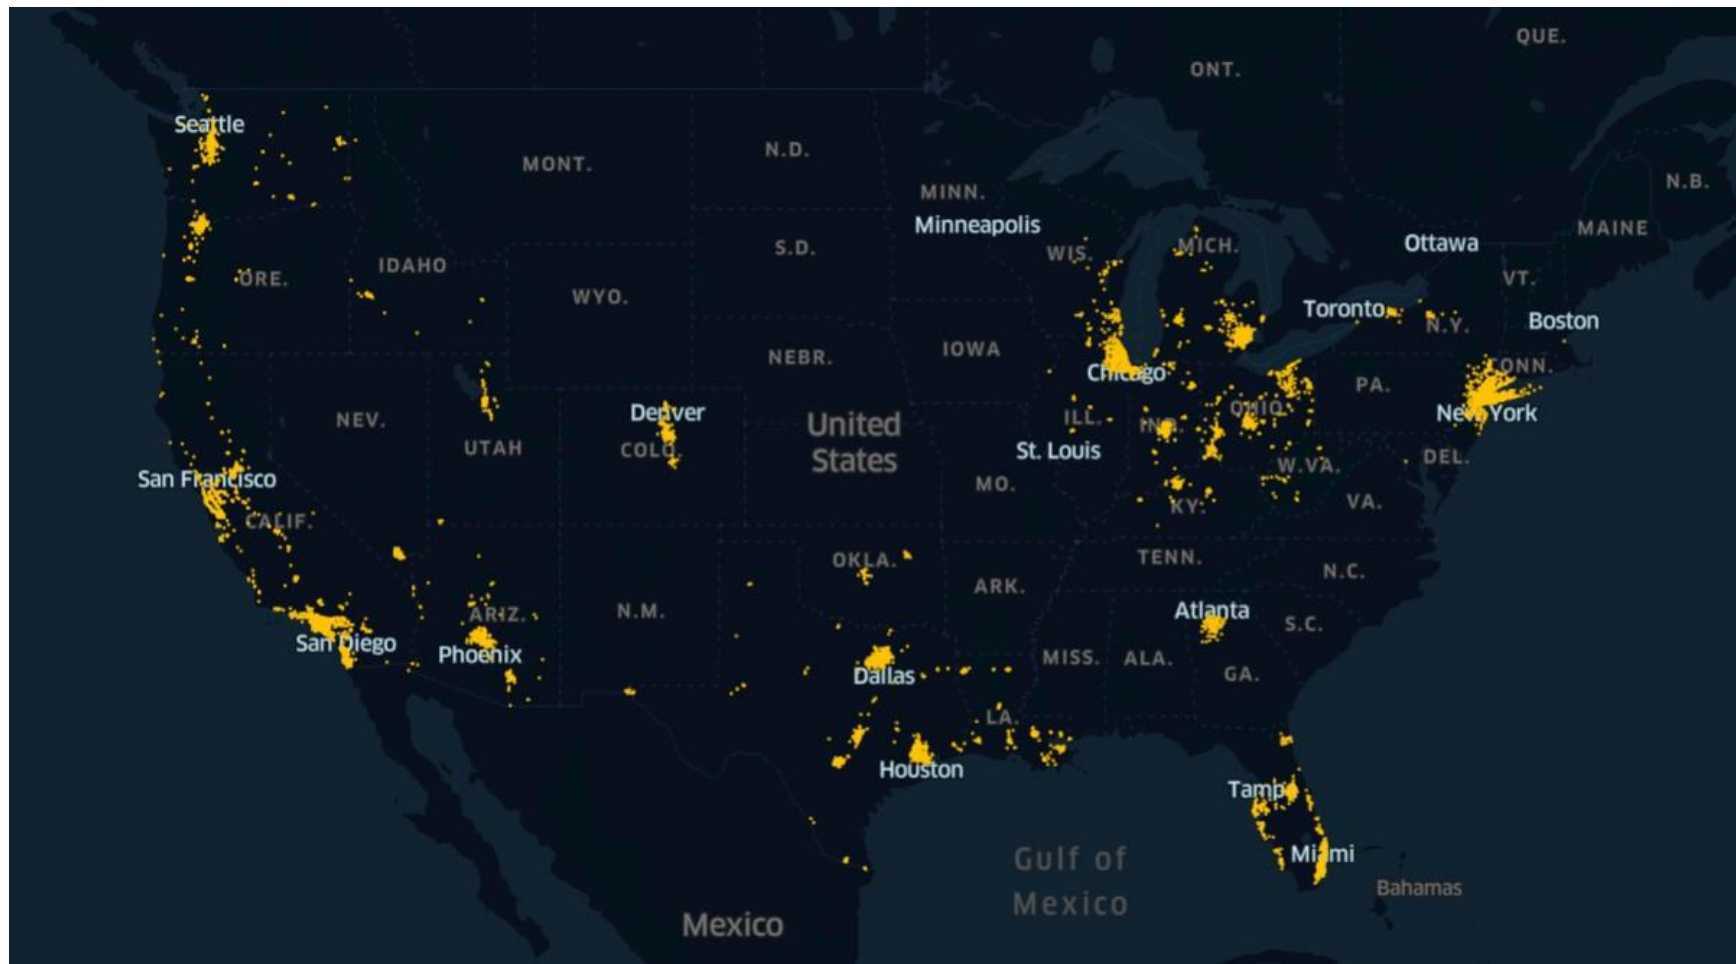 QUE.
ONT.
Seattle
N.D.
MONT.
MINN.
N.B.
Minneapolis
MAINE
MICH.
Ottawa
S.D.
WIS.
IDAHO
ORE.
VT.
WYO.
Toronto
Boston
N.Y.
IOWA
NEBR.
CONN.
Chicago
PA.
OHIO
Denver
New York
ILL.
NEV.
United
States
IND.
UTAH
COLO.
St. Louis
DEL.
W.VA.
San Francisco
MO.
VA.
KY.
CALIF.
TENN.
OKLA.
N.C.
ARK.
Atlanta
N.M.
ARIZ.
S.C.
San Diego
Phoenix
MISS.
ALA.
GA.
Dallas
LA.
Houston
Tampa
Miami
Gulf of
Mexico
Bahamas
Mexico